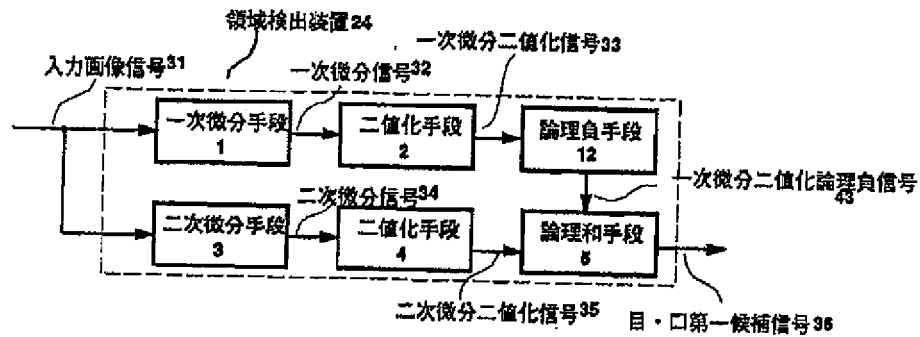 領域検出装置24
入力画像信号31
一次微分信号32
一次微分二値化信号33
一次微分手段
1
二値化手段
2
論理負手段
12
一次微分二値化論理負信号
43
二次微分信号34
二次微分手段
3
二値化手段
4
論理和手段
5
二次微分二値化信号35
目・口第一候補信号36